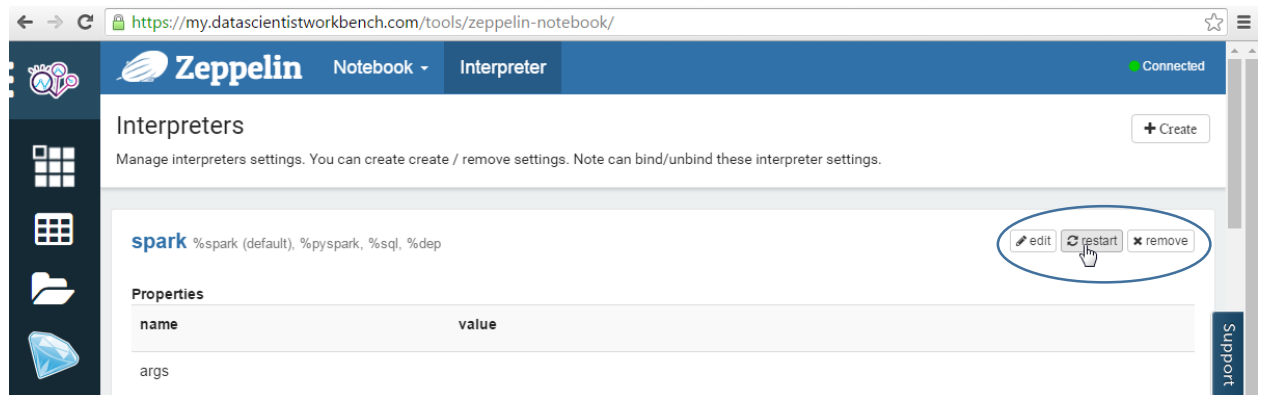 https://my.datascientistworkbench.com/tools/zeppelin-notebook/
Zeppelin Notebook Interpreter Connected
Interpreters
Create
Manage interpreters settings. You can create create / remove settings. Note can bind/unbind these interpreter settings.
spark %spark (default), %pyspark, %sql, %dep
edit restart remove
Properties
name value
args
Support